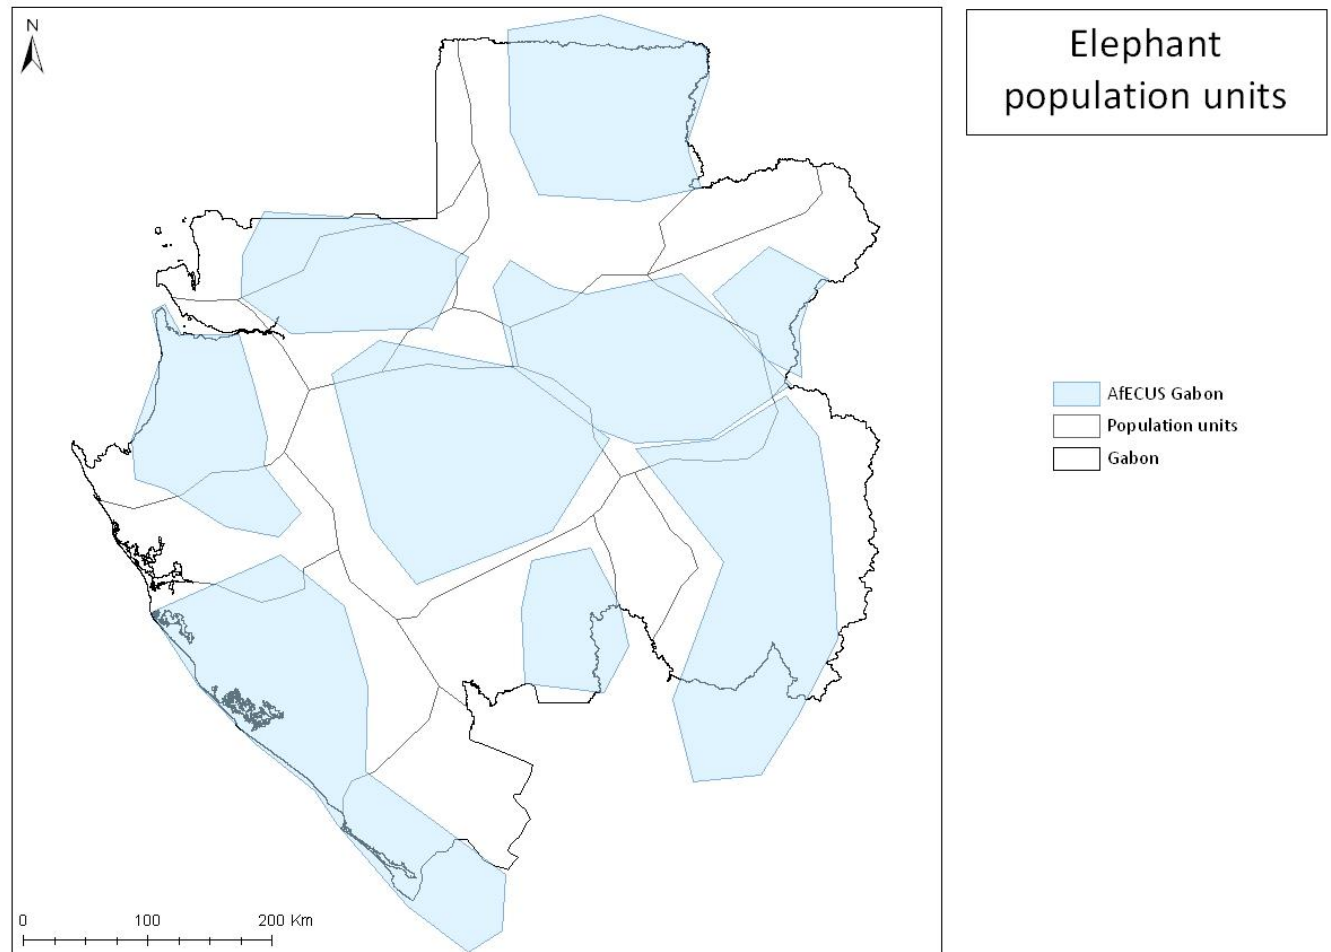 N
Elephant
population units
AfECUS Gabon
Population units
Gabon
0 100 200 Km